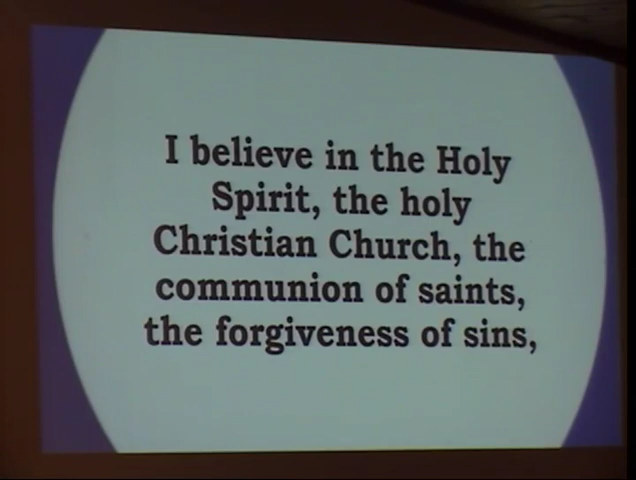 I believe in the Holy
Spirit, the holy
Christian Church, the
communion of saints,
the forgiveness of sins,